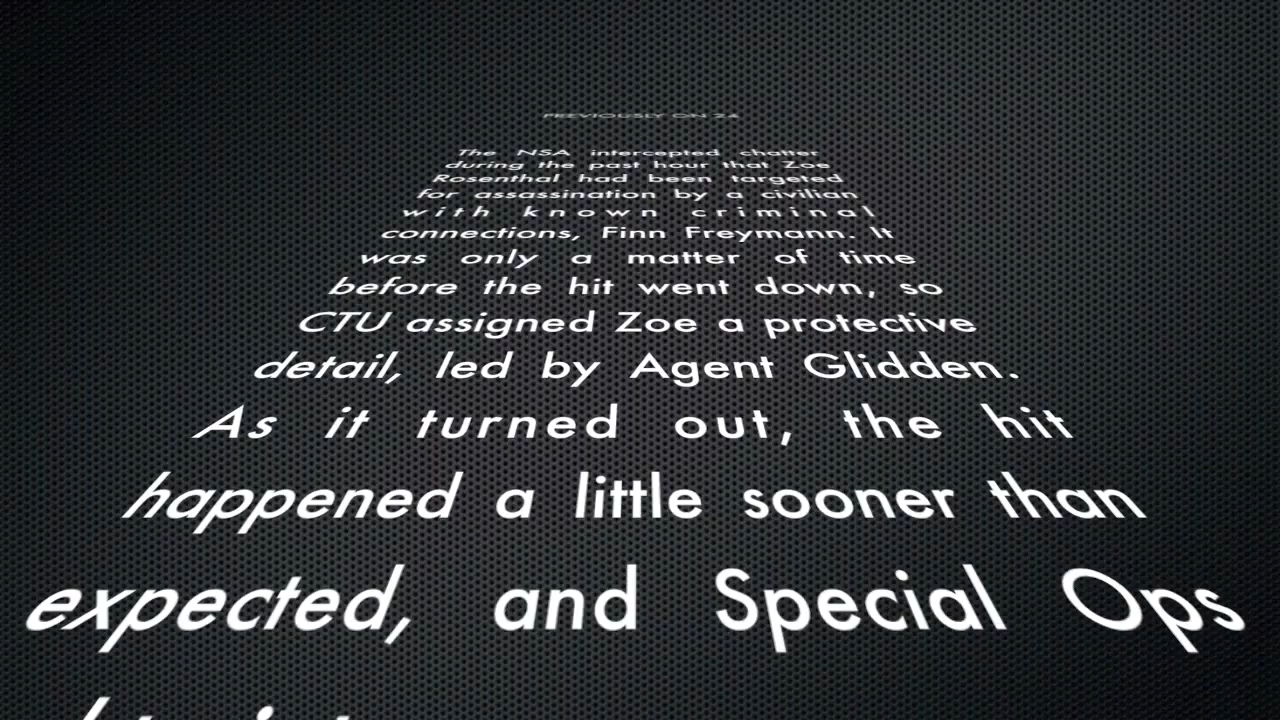 PREVIOUSLY ON 24
The NSA intercepted chatter
during the past hour that Zoe
Rosenthal had been targeted
for assassination by a civilian
with known criminal
connections, Finn Freymann. It
was only a matter of time
before the hit went down, so
CTU assigned Zoe a protective
detail, led by Agent Glidden.
As it turned out, the hit
happened a little sooner than
expected, and Special Ops